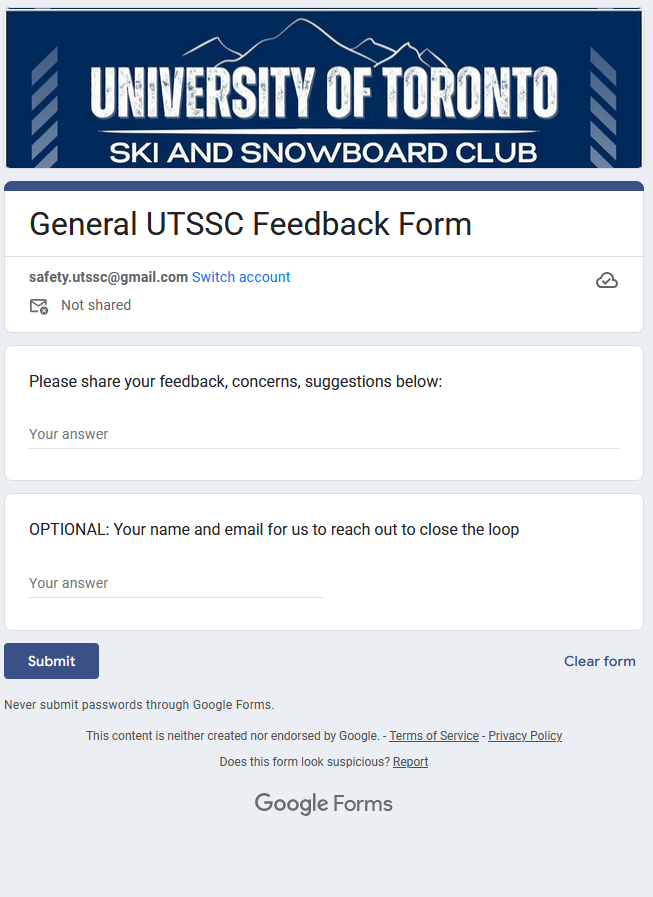 UNIVERSITY OF TORONTO
SKI AND SNOWBOARD CLUB
General UTSSC Feedback Form
safety.utssc@gmail.com Switch account
Not shared
Please share your feedback, concerns, suggestions below:
Your answer
OPTIONAL: Your name and email for us to reach out to close the loop
Your answer
Submit Clear form
Never submit passwords through Google Forms.
This content is neither created nor endorsed by Google. - Terms of Service - Privacy Policy
Does this form look suspicious? Report
Google Forms